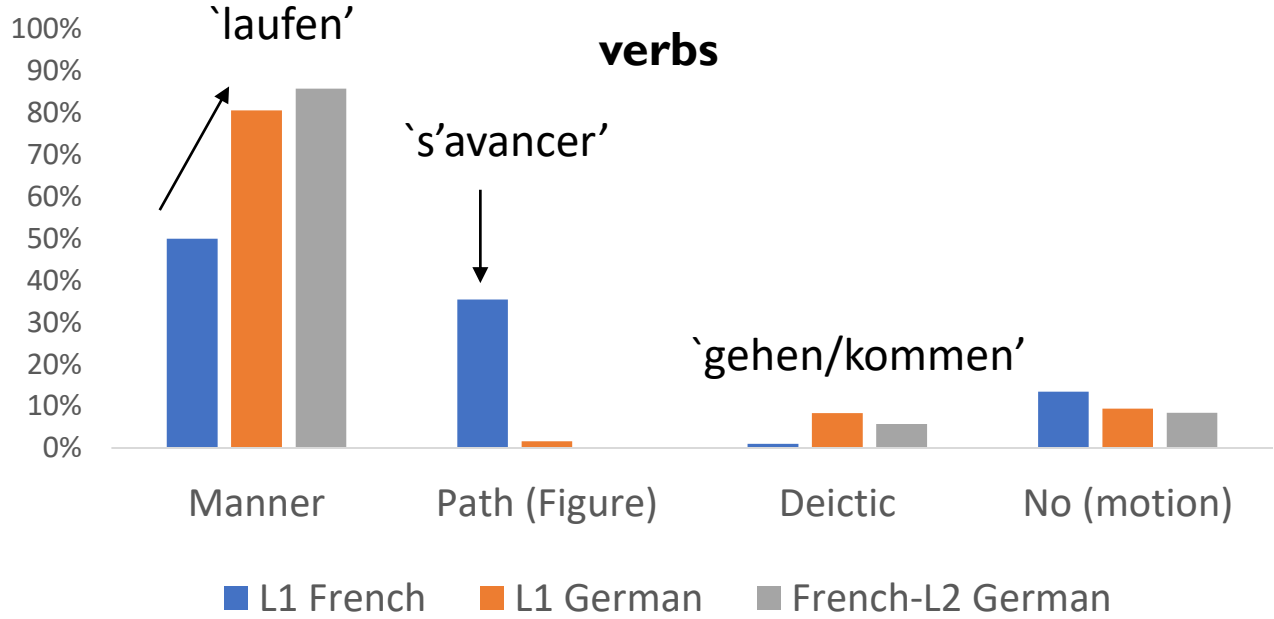 verbs
100%
90%
80%
70%
60%
50%
40%
30%
20%
10%
0%
`laufen’
`s’avancer’
`gehen/kommen’
Manner
Path (Figure)
Deictic
No (motion)
L1 French
L1 German
French-L2 German